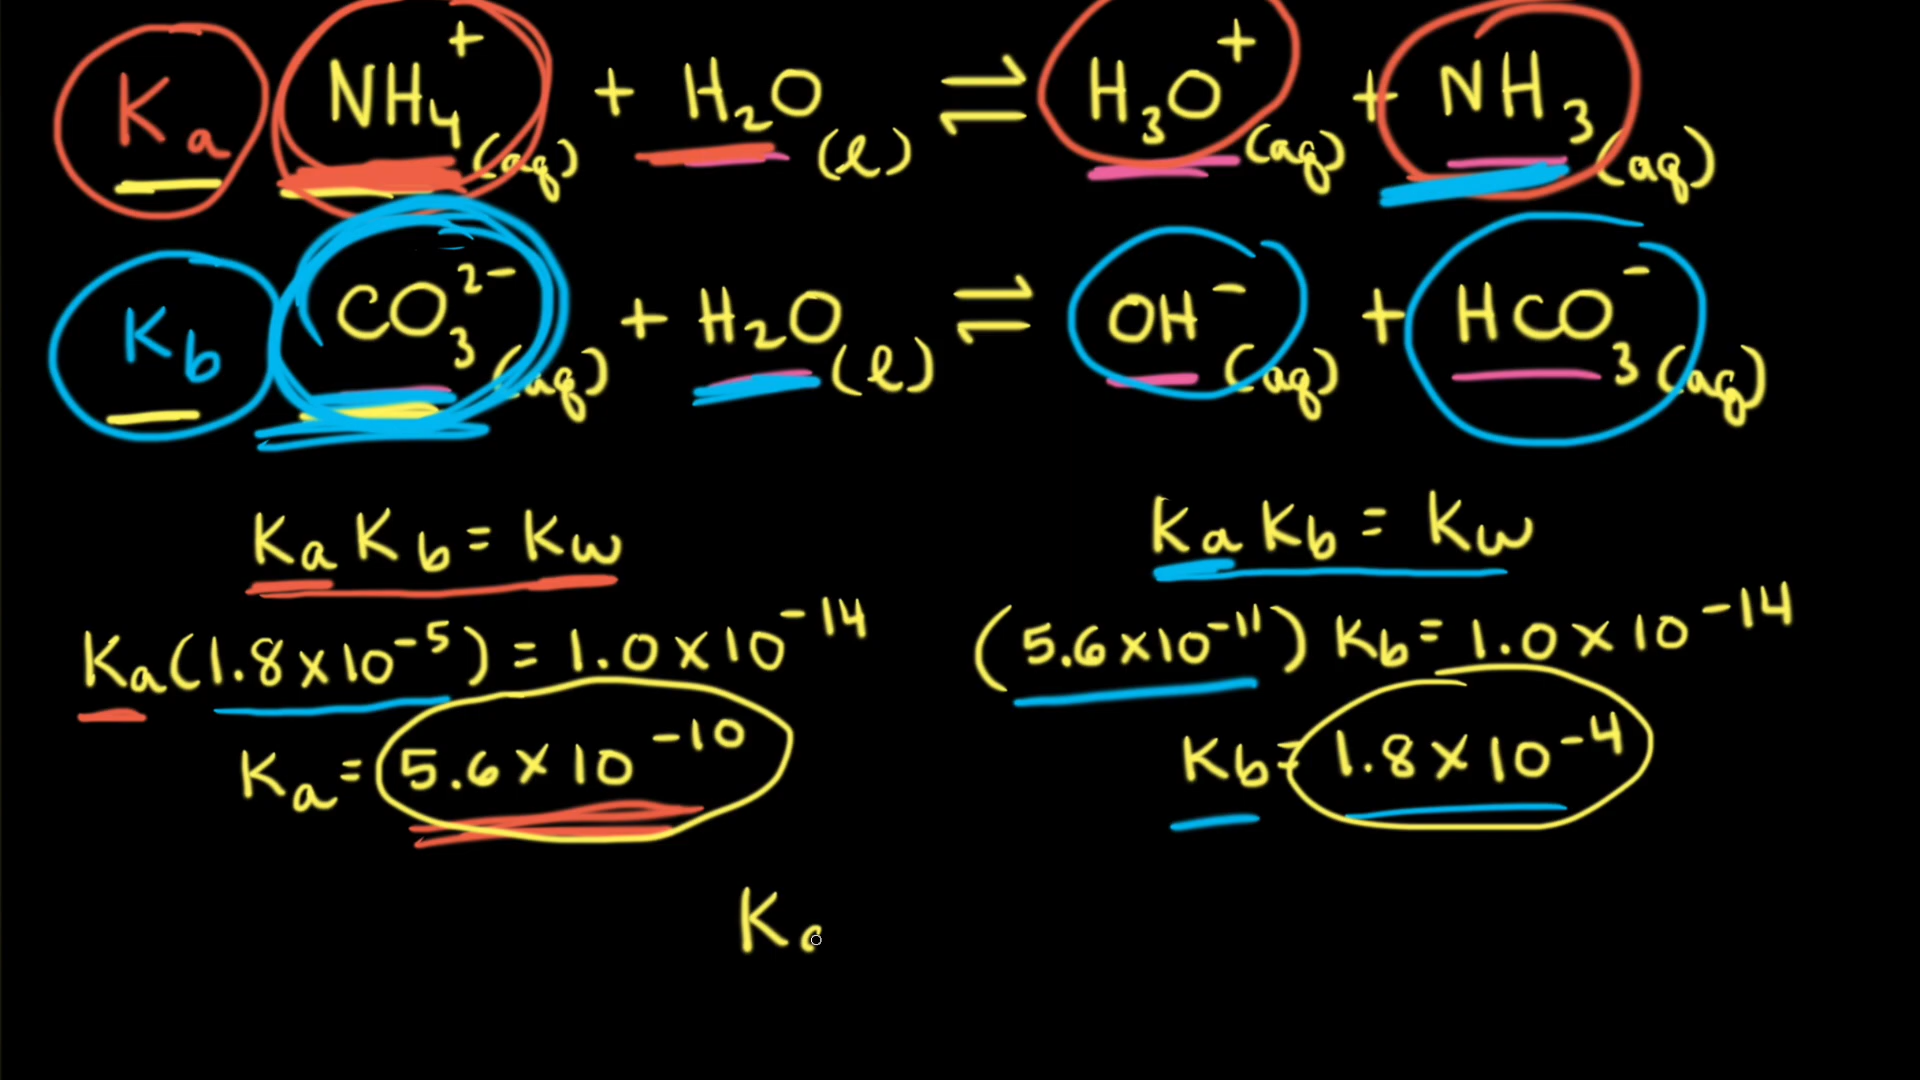 Ka NH₄⁺(aq) + H₂O(l) ⇌ H₃O⁺(aq) + NH₃(aq)
Kb CO₃²⁻(aq) + H₂O(l) ⇌ OH⁻(aq) + HCO₃⁻(aq)
KaKb = Kw
KaKb = Kw
Ka(1.8 x 10⁻⁵) = 1.0 x 10⁻¹⁴
(5.6 x 10⁻¹¹) Kb = 1.0 x 10⁻¹⁴
Ka = 5.6 x 10⁻¹⁰
Kb = 1.8 x 10⁻⁴
K